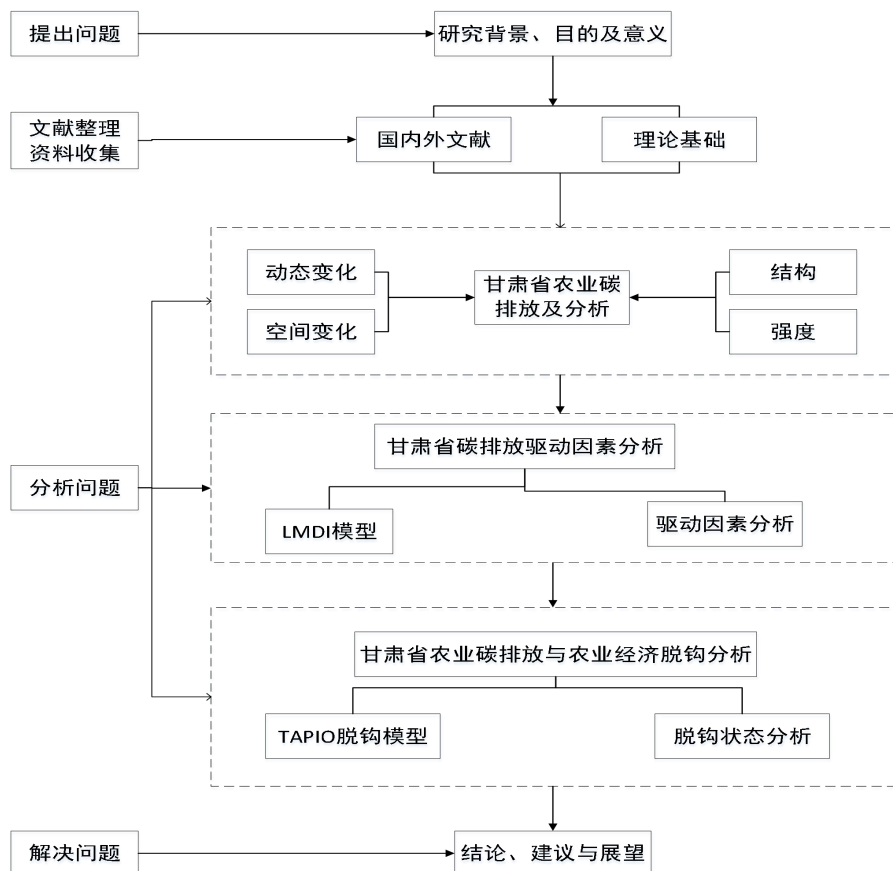 提出问题
研究背景、目的及意义
文献整理
资料收集
国内外文献
理论基础
动态变化
空间变化
甘肃省农业碳
排放及分析
结构
强度
分析问题
甘肃省碳排放驱动因素分析
LMDI模型
驱动因素分析
甘肃省农业碳排放与农业经济脱钩分析
TAPIO脱钩模型
脱钩状态分析
解决问题
结论、建议与展望